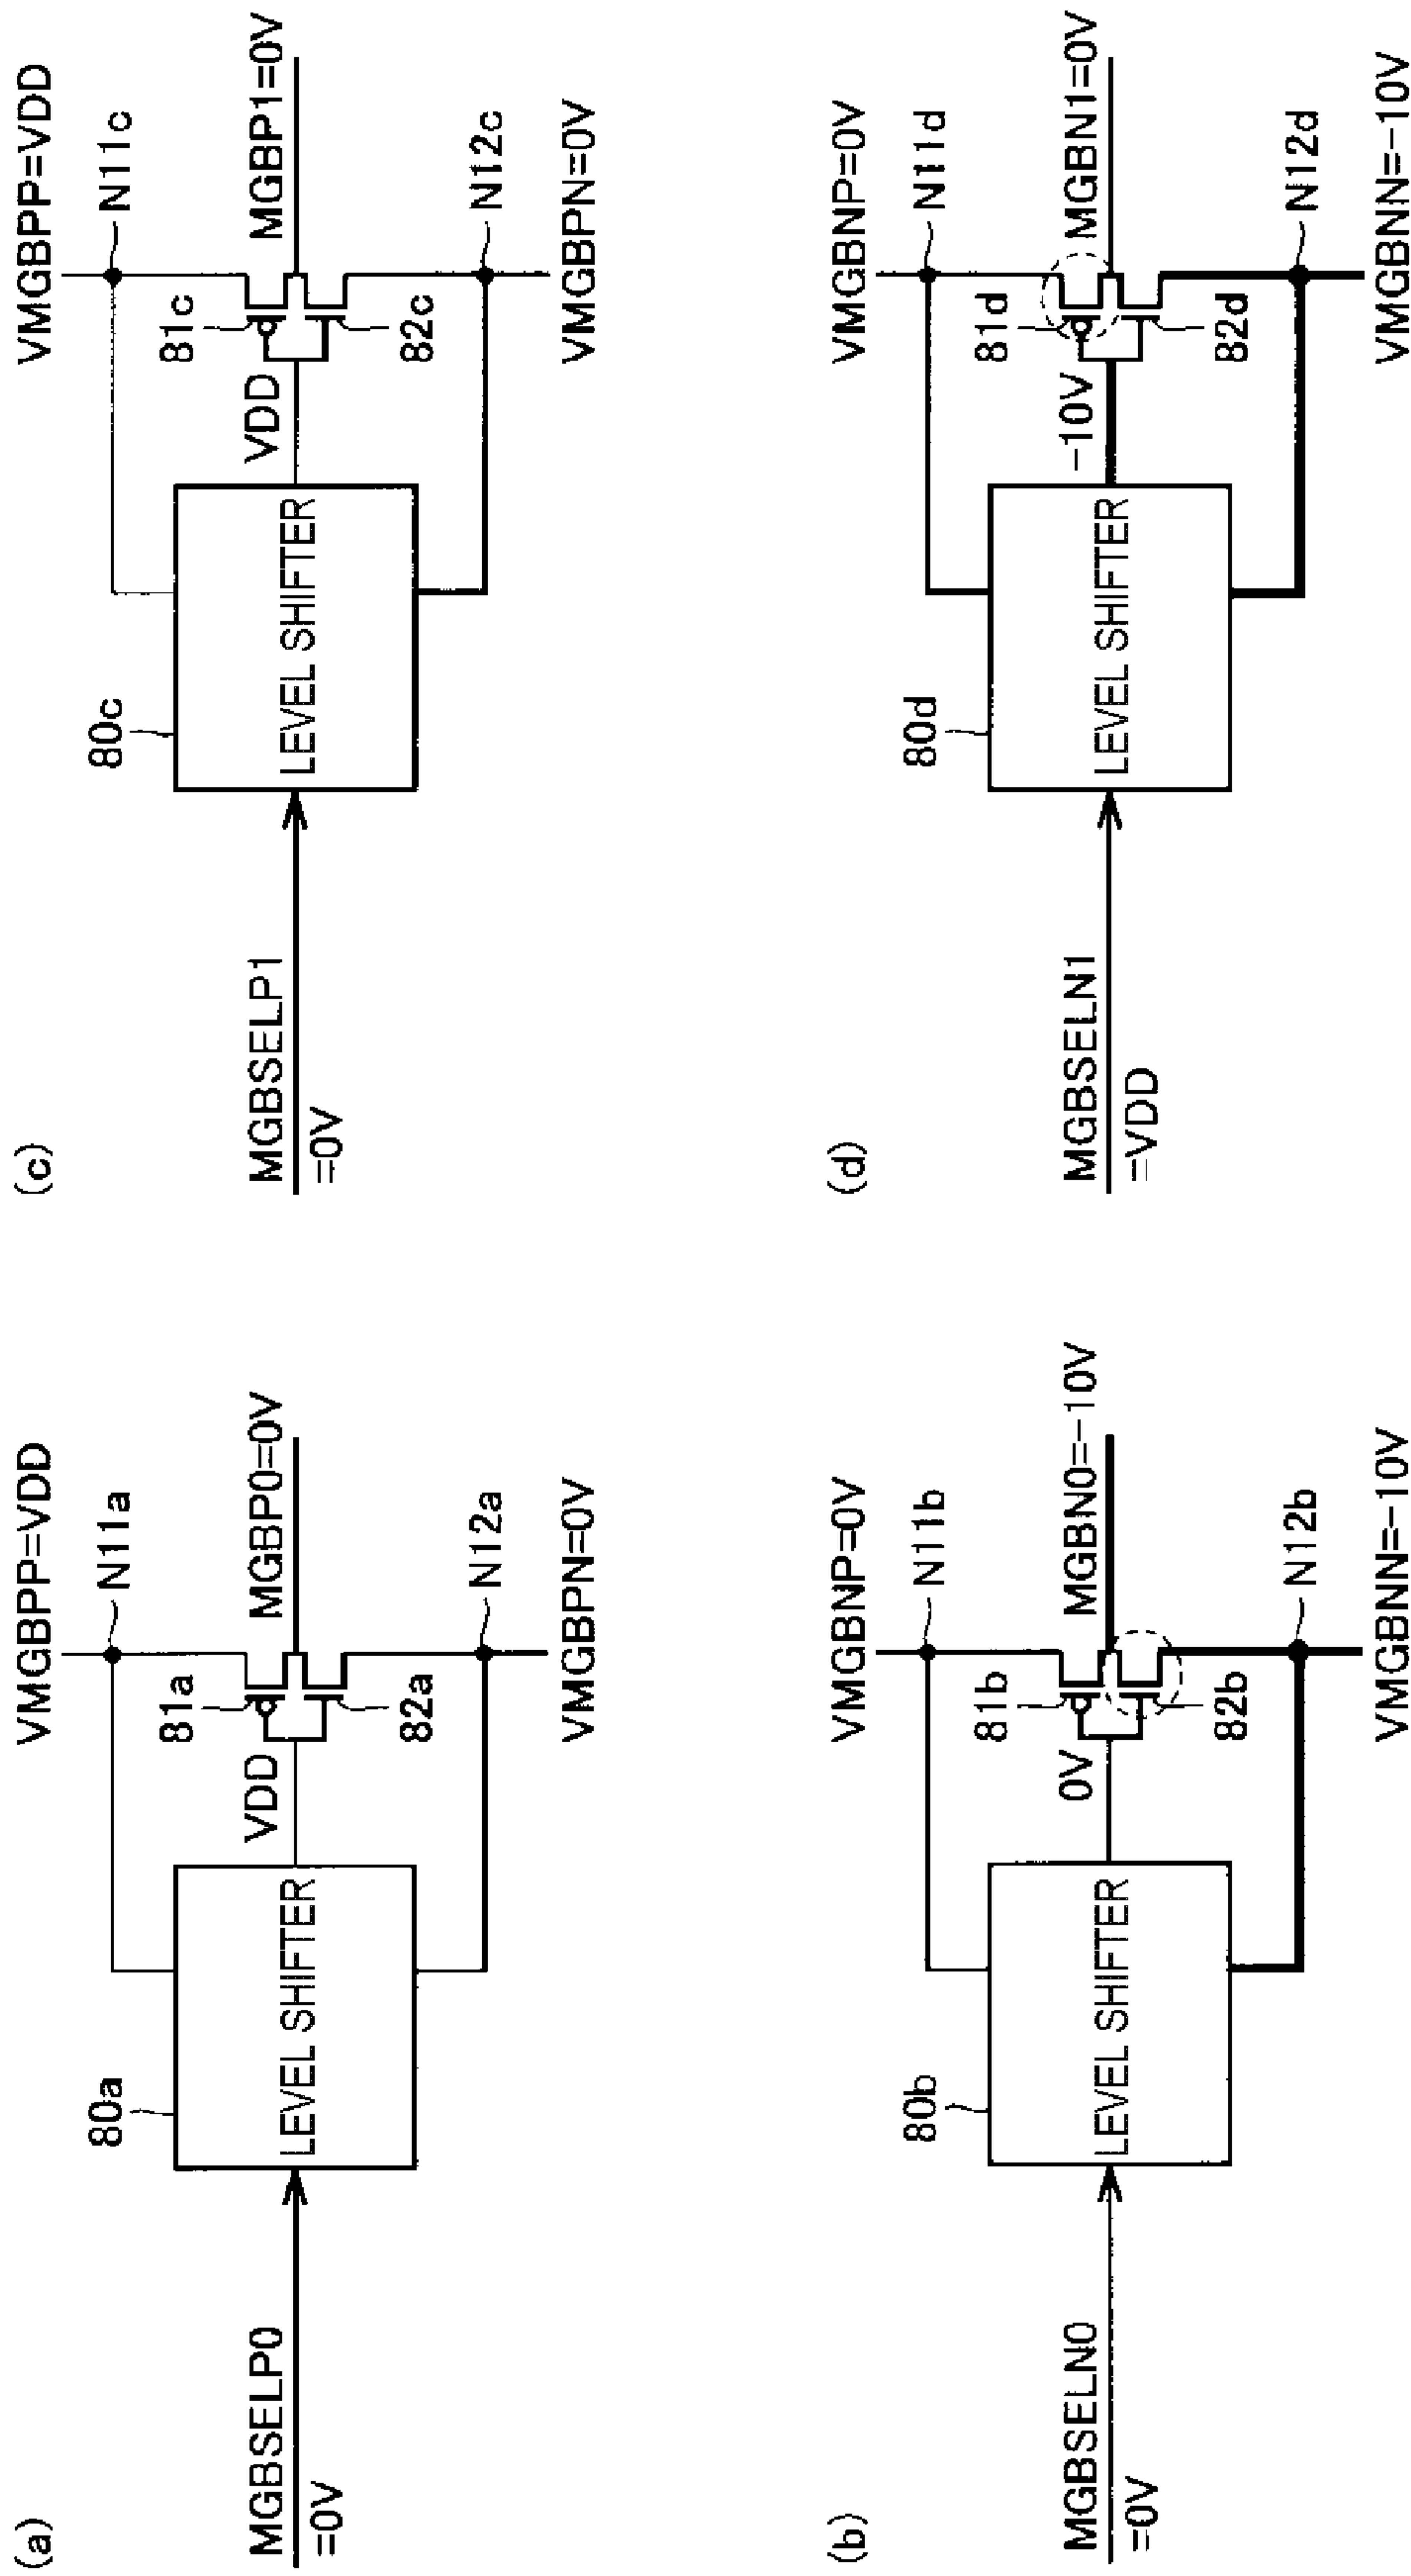 (a)
VMGBPP=VDD
N11a
81a
VDD
MGBP0=0V
80a
LEVEL SHIFTER
MGBSELP0
=0V
82a
N12a
VMGBPN=0V
(b)
VMGBNP=0V
N11b
81b
0V
MGBN0=-10V
80b
LEVEL SHIFTER
MGBSELN0
=0V
82b
N12b
VMGBNN=-10V
(c)
VMGBPP=VDD
N11c
81c
VDD
MGBP1=0V
80c
LEVEL SHIFTER
MGBSELP1
=0V
82c
N12c
VMGBPN=0V
(d)
VMGBNP=0V
N11d
81d
-10V
MGBN1=0V
80d
LEVEL SHIFTER
MGBSELN1
=VDD
82d
N12d
VMGBNN=-10V